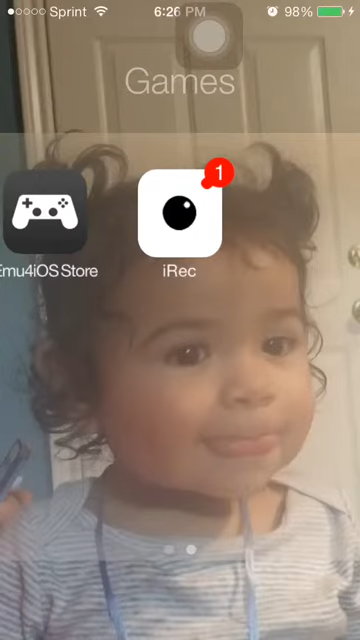 Sprint 6:26 PM 98%
Games
1
Emu4iOS Store
iRec